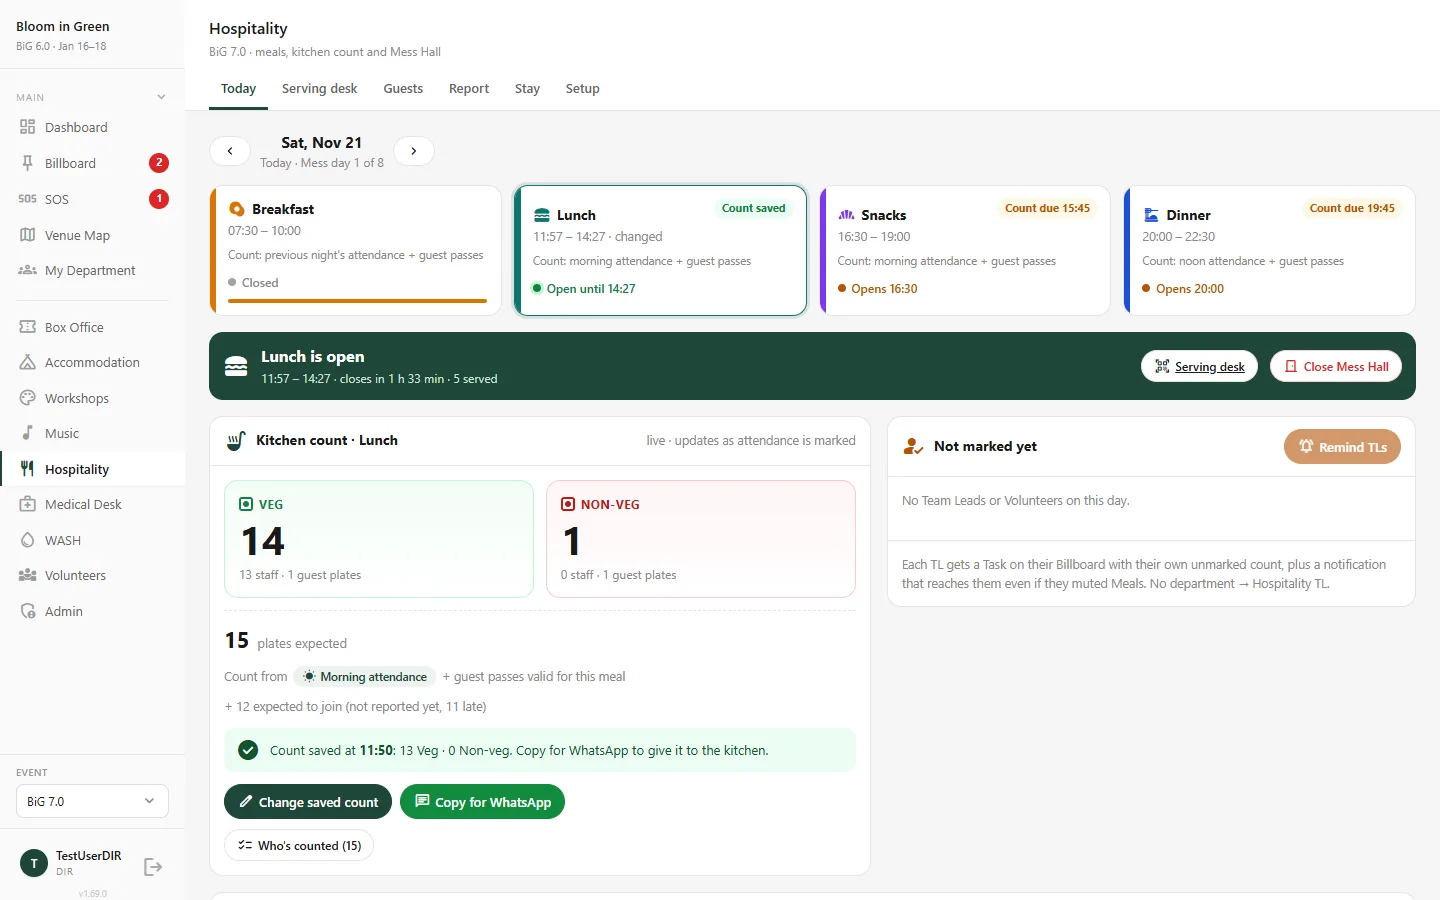 Bloom in Green
BiG 6.0 · Jan 16–18
MAIN
Dashboard
Billboard 2
SOS SOS 1
Venue Map
My Department
Box Office
Accommodation
Workshops
Music
Hospitality
Medical Desk
WASH
Volunteers
Admin
EVENT
BiG 7.0
T
TestUserDIR
DIR
v1.69.0
Hospitality
BiG 7.0 · meals, kitchen count and Mess Hall
Today Serving desk Guests Report Stay Setup
Sat, Nov 21
Today · Mess day 1 of 8
Breakfast
07:30 – 10:00
Count: previous night's attendance + guest passes
Closed
Count saved
Lunch
11:57 – 14:27 · changed
Count: morning attendance + guest passes
Open until 14:27
Count due 15:45
Snacks
16:30 – 19:00
Count: morning attendance + guest passes
Opens 16:30
Count due 19:45
Dinner
20:00 – 22:30
Count: noon attendance + guest passes
Opens 20:00
Lunch is open
11:57 – 14:27 · closes in 1 h 33 min · 5 served
Serving desk
Close Mess Hall
Kitchen count · Lunch
live · updates as attendance is marked
VEG
14
13 staff · 1 guest plates
NON-VEG
1
0 staff · 1 guest plates
15 plates expected
Count from Morning attendance + guest passes valid for this meal
+ 12 expected to join (not reported yet, 11 late)
Count saved at 11:50: 13 Veg · 0 Non-veg. Copy for WhatsApp to give it to the kitchen.
Change saved count
Copy for WhatsApp
Who's counted (15)
Not marked yet
Remind TLs
No Team Leads or Volunteers on this day.
Each TL gets a Task on their Billboard with their own unmarked count, plus a notification
that reaches them even if they muted Meals. No department → Hospitality TL.